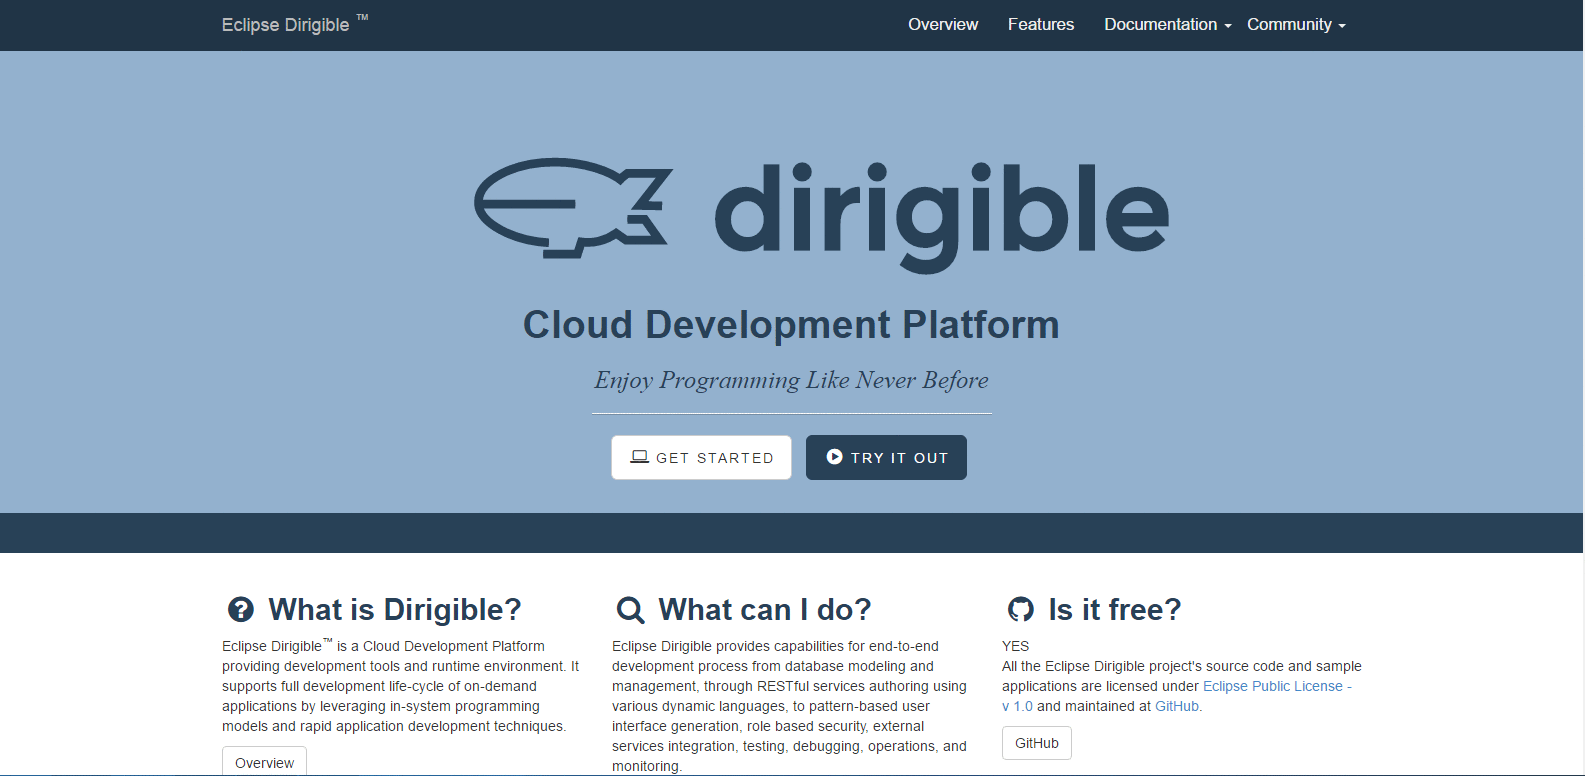 Eclipse Dirigible ™
Overview Features Documentation Community
dirigible
Cloud Development Platform
Enjoy Programming Like Never Before
GET STARTED TRY IT OUT
What is Dirigible?
Eclipse Dirigible™ is a Cloud Development Platform
providing development tools and runtime environment. It
supports full development life-cycle of on-demand
applications by leveraging in-system programming
models and rapid application development techniques.
Overview
What can I do?
Eclipse Dirigible provides capabilities for end-to-end
development process from database modeling and
management, through RESTful services authoring using
various dynamic languages, to pattern-based user
interface generation, role based security, external
services integration, testing, debugging, operations, and
monitoring.
Is it free?
YES
All the Eclipse Dirigible project's source code and sample
applications are licensed under Eclipse Public License -
v 1.0 and maintained at GitHub.
GitHub